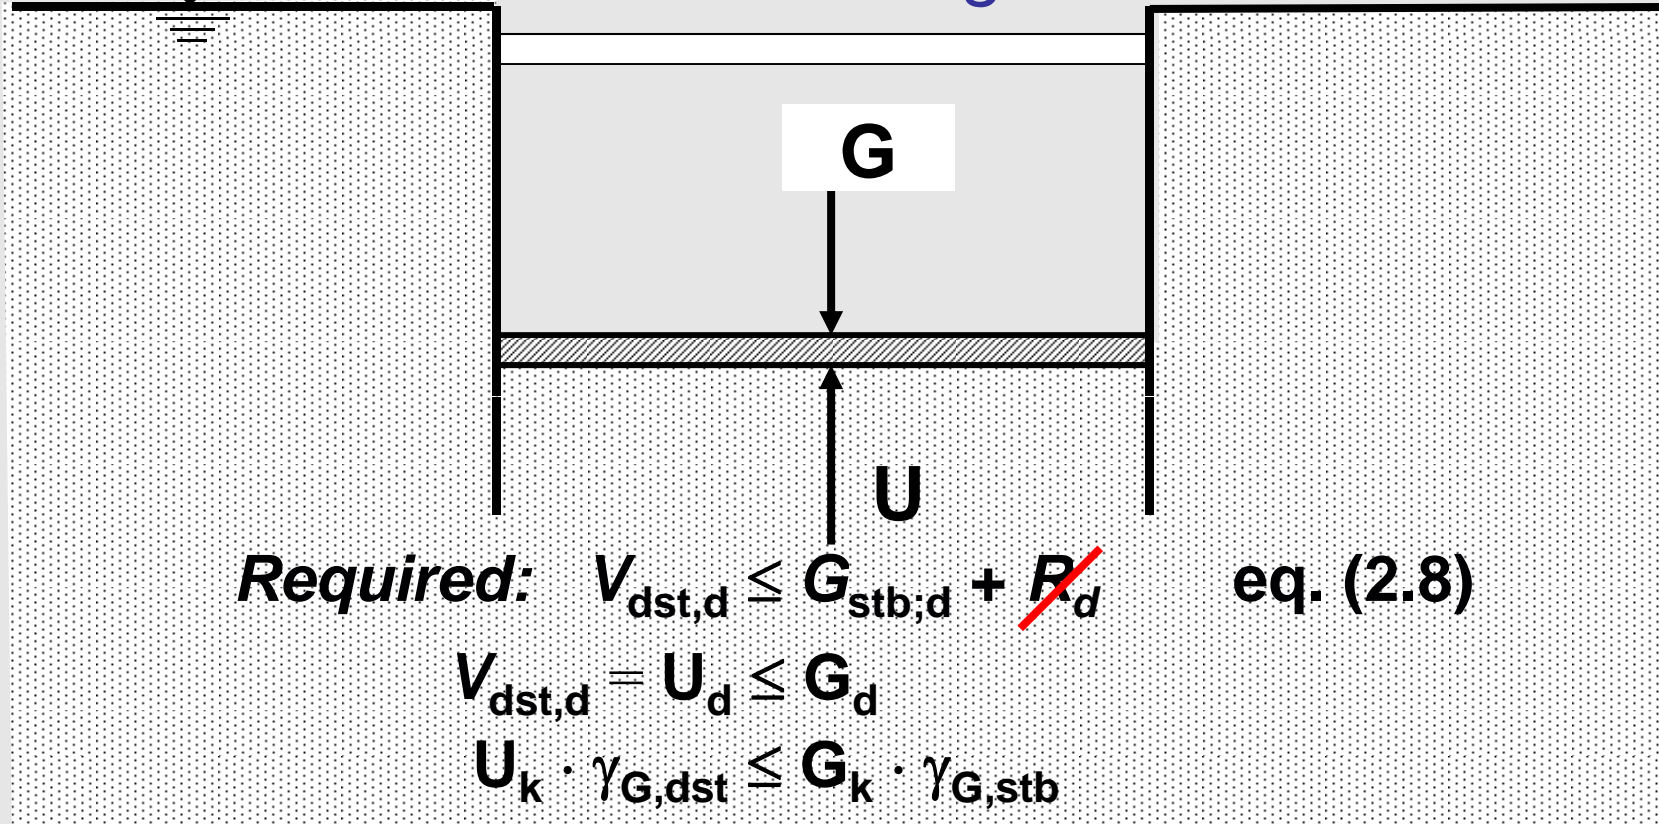 G
U
Required: V_dst,d ≤ G_stb;d + R_d eq. (2.8)
V_dst,d = U_d ≤ G_d
U_k · γ_G,dst ≤ G_k · γ_G,stb